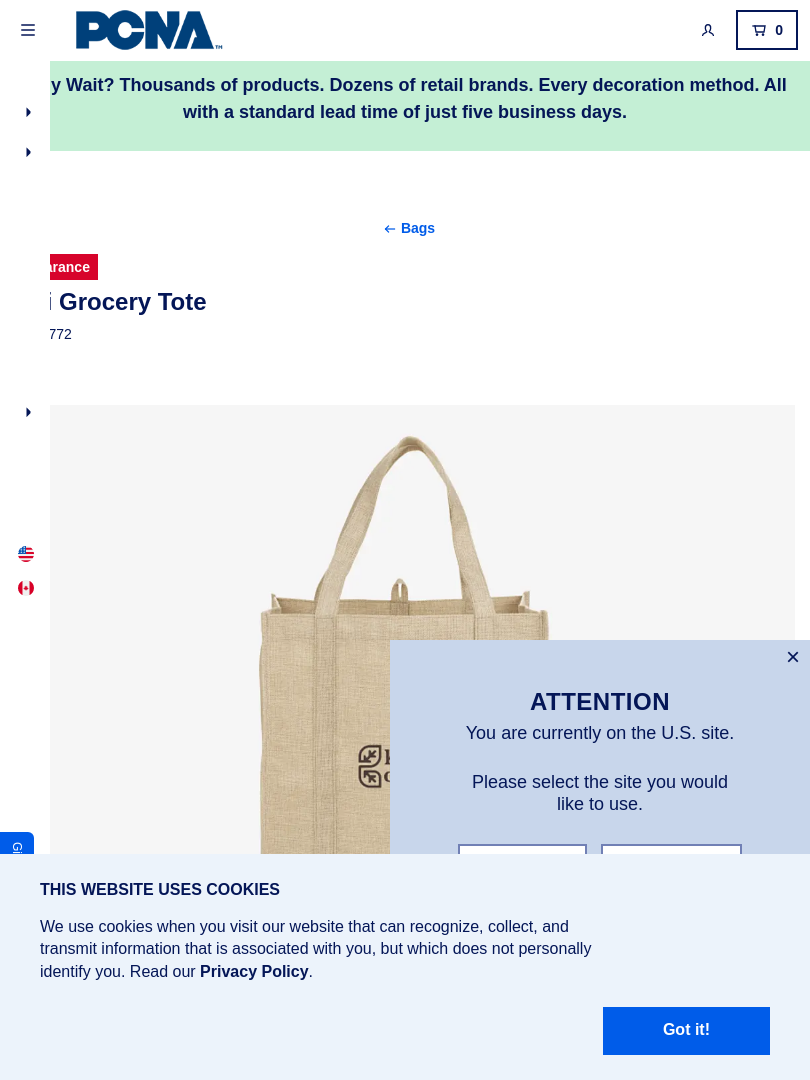 PCNA
0
y Wait? Thousands of products. Dozens of retail brands. Every decoration method. All
with a standard lead time of just five business days.
Bags
arance
Grocery Tote
772
ATTENTION
You are currently on the U.S. site.
Please select the site you would
like to use.
THIS WEBSITE USES COOKIES
We use cookies when you visit our website that can recognize, collect, and
transmit information that is associated with you, but which does not personally
identify you. Read our Privacy Policy.
Got it!